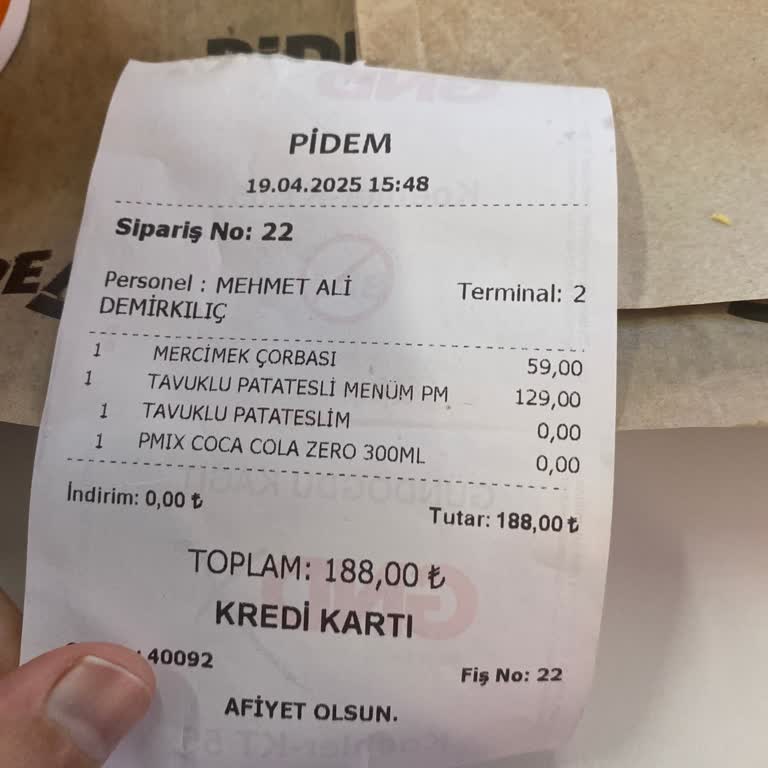 PİDEM
19.04.2025 15:48
Sipariş No: 22
Personel : MEHMET ALİ DEMİRKILIÇ Terminal: 2
1 MERCİMEK ÇORBASI 59,00
1 TAVUKLU PATATESLİ MENÜM PM 129,00
1 TAVUKLU PATATESLİM 0,00
1 PMIX COCA COLA ZERO 300ML 0,00
İndirim: 0,00 ₺ Tutar: 188,00 ₺
TOPLAM: 188,00 ₺
KREDİ KARTI
40092 Fiş No: 22
AFİYET OLSUN.